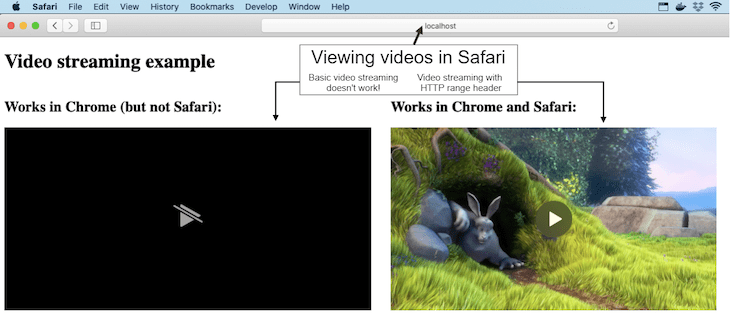 Safari File Edit View History Bookmarks Develop Window Help
localhost
Viewing videos in Safari
Basic video streaming
doesn't work!
Video streaming with
HTTP range header
Video streaming example
Works in Chrome (but not Safari):
Works in Chrome and Safari: